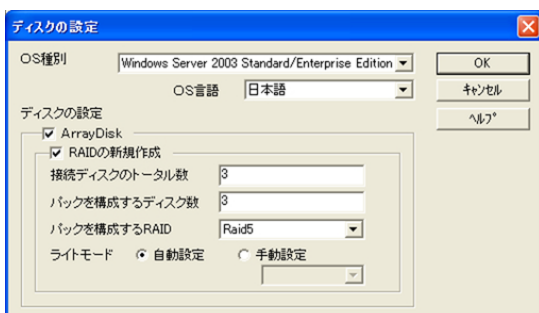 ディスクの設定
OS種別 Windows Server 2003 Standard/Enterprise Edition OK
OS言語 日本語 キャンセル
ディスクの設定 ヘルプ
ArrayDisk
RAIDの新規作成
接続ディスクのトータル数 3
パックを構成するディスク数 3
パックを構成するRAID Raid5
ライトモード 自動設定 手動設定